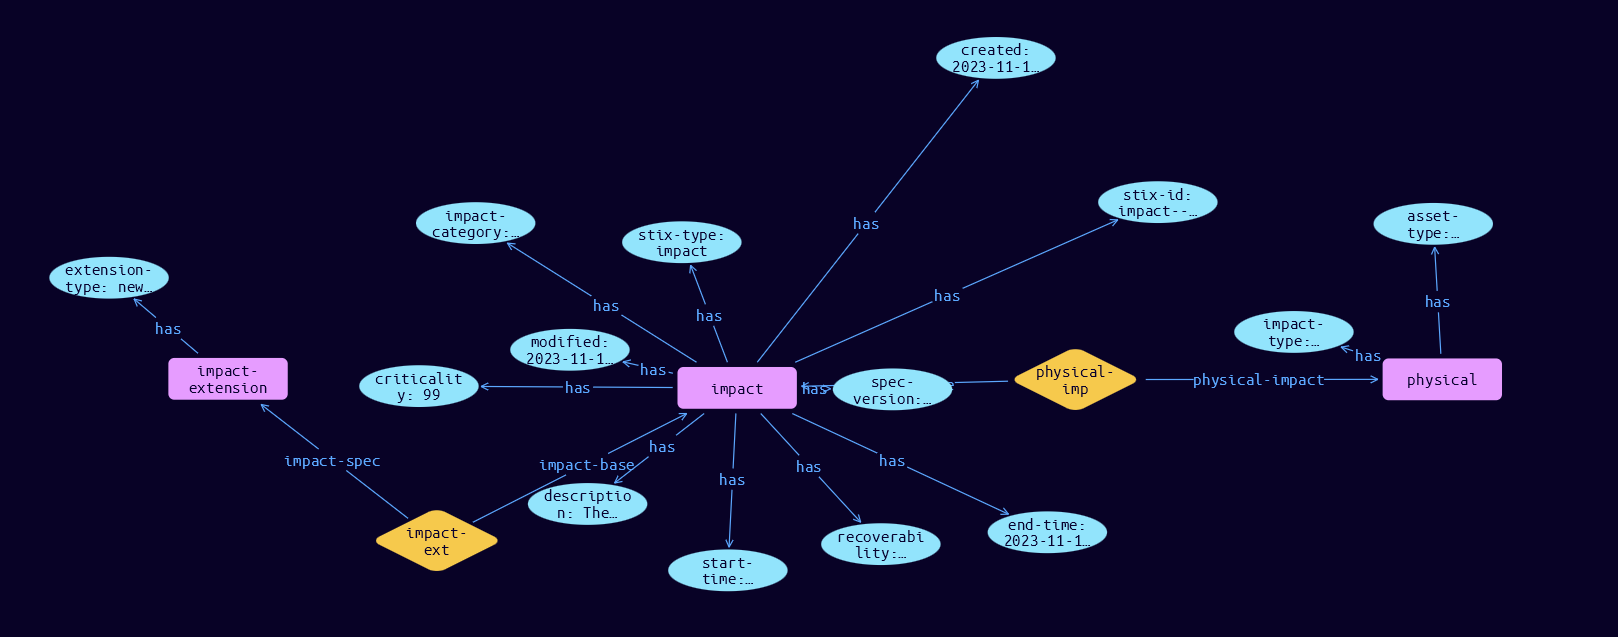 created:
2023-11-1…
has
stix-id:
impact--…
impact-
category:…
asset-
type:…
stix-type:
impact
extension-
type: new…
has
has
has
has
has
impact-
type:…
has
modified:
2023-11-1…
has
has
impact-
extension
criticalit
y: 99
has
impact
has
spec-
version:…
physical-
imp
physical-impact
physical
has
impact-spec
impact-base
has
has
has
descriptio
n: The…
impact-
ext
start-
time:…
recoverabi
lity:…
end-time:
2023-11-1…